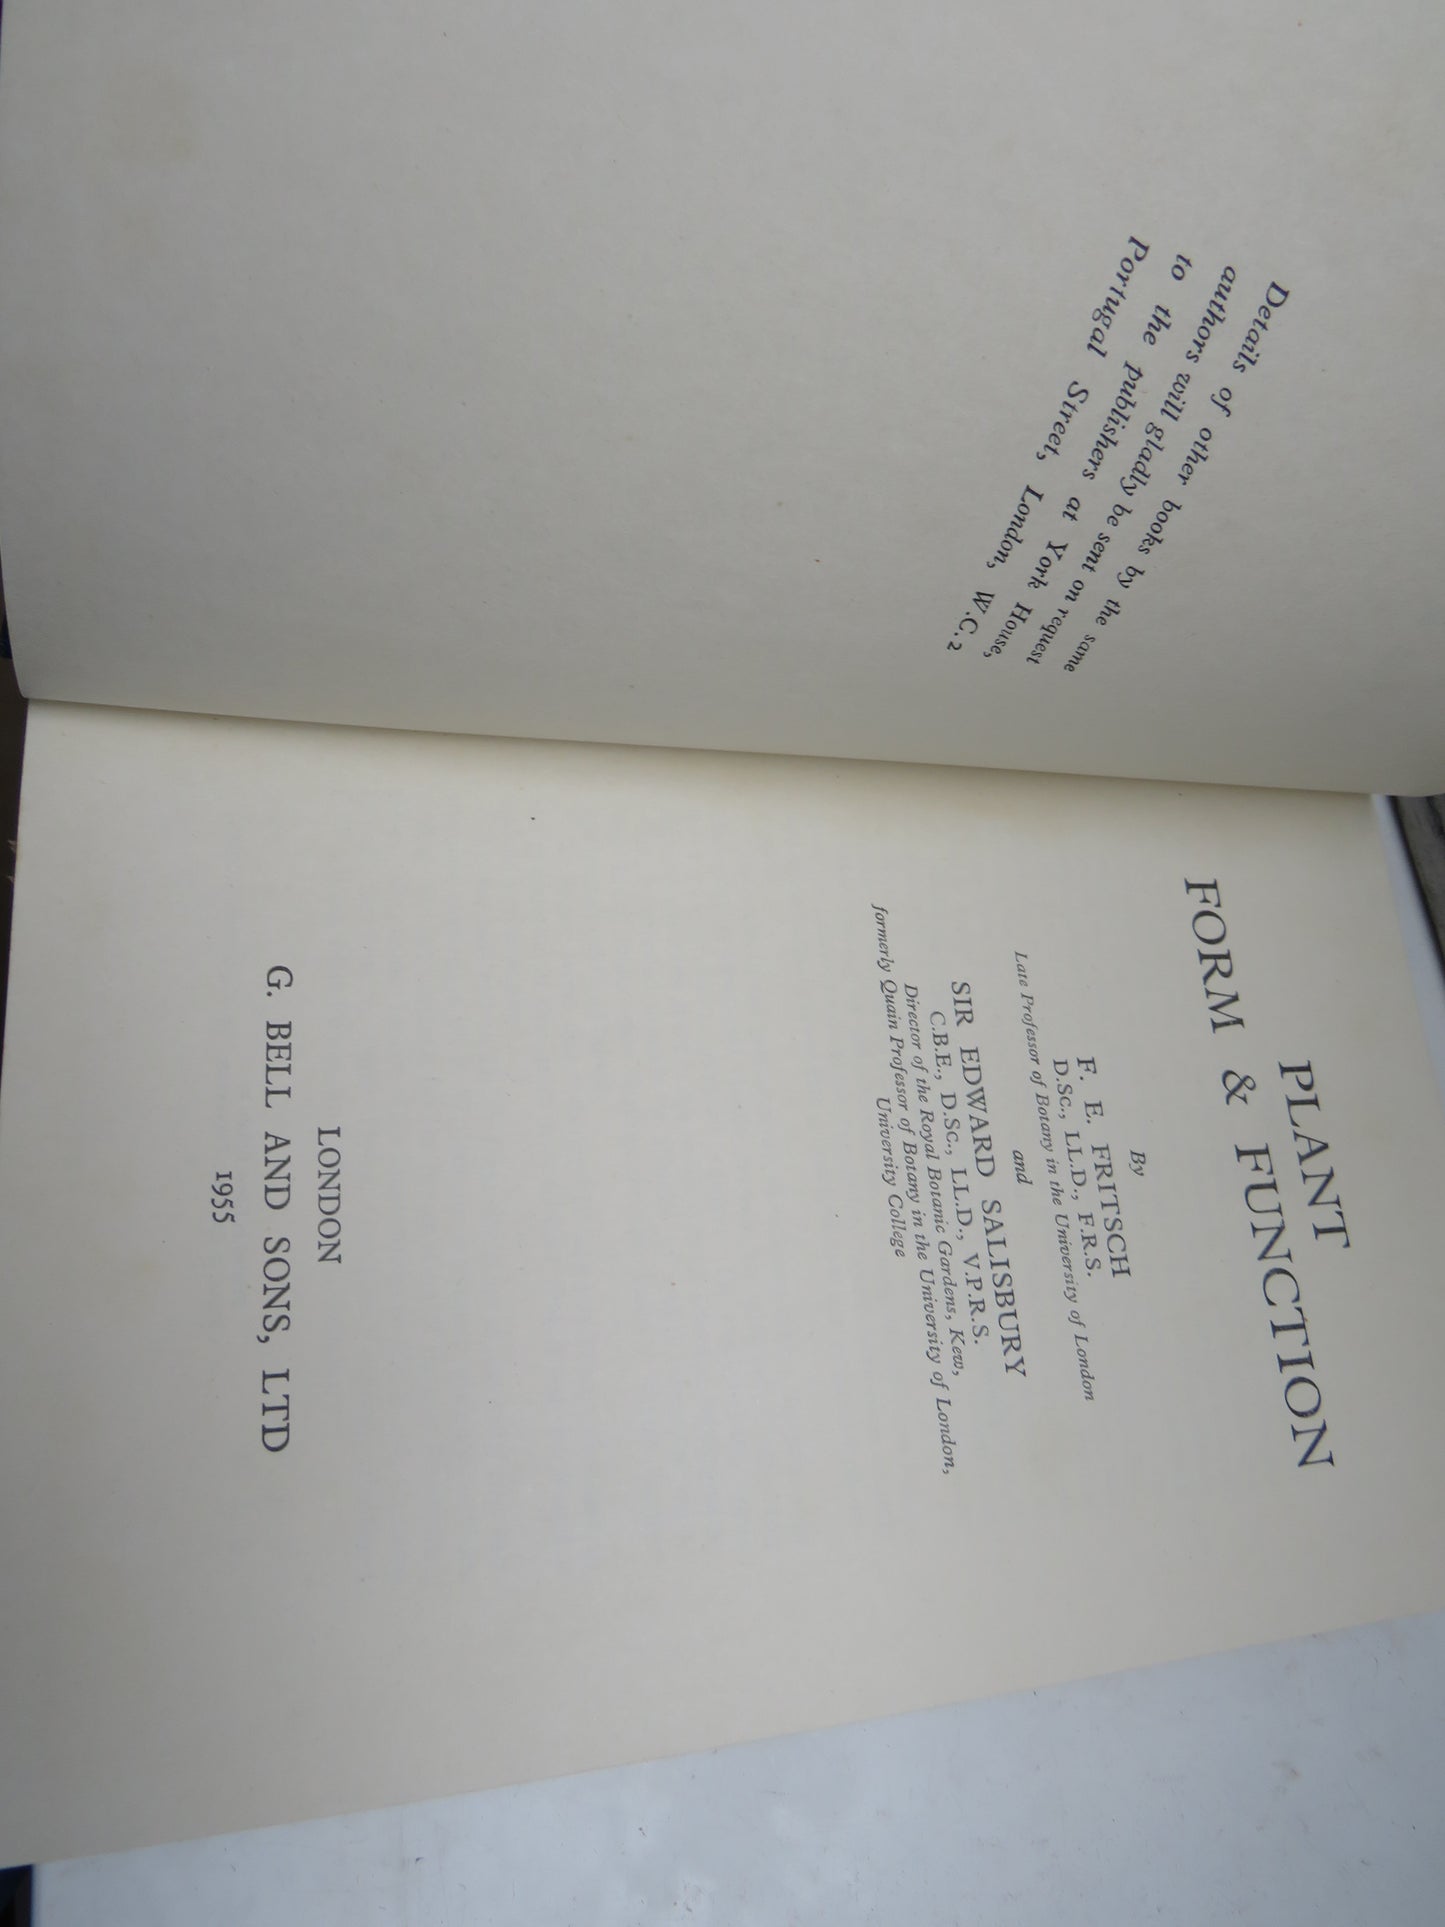 Details of other books by the same
authors will gladly be sent on request
to the publishers at York House,
Portugal Street, London, W.C.2
PLANT
FORM & FUNCTION
By
F. E. FRITSCH
D.Sc., LL.D., F.R.S.
Late Professor of Botany in the University of London
and
SIR EDWARD SALISBURY
C.B.E., D.Sc., LL.D., V.P.R.S.
Director of the Royal Botanic Gardens, Kew,
formerly Quain Professor of Botany in the University of London,
University College
LONDON
G. BELL AND SONS, LTD
1955